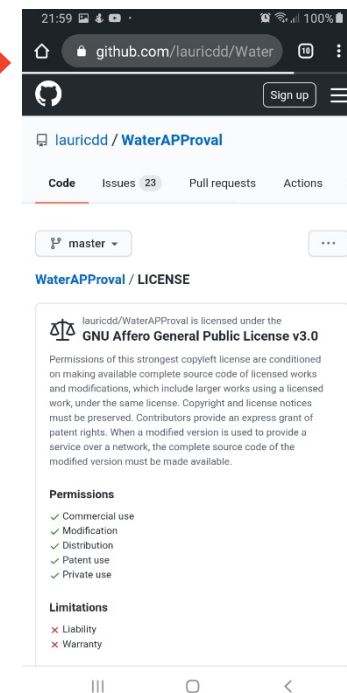 21:59
100%
github.com/lauricdd/Water
10
Sign up
lauricdd / WaterAPProval
Code Issues 23 Pull requests Actions
master
...
WaterAPProval / LICENSE
lauricdd/WaterAPProval is licensed under the
GNU Affero General Public License v3.0
Permissions of this strongest copyleft license are conditioned
on making available complete source code of licensed works
and modifications, which include larger works using a licensed
work, under the same license. Copyright and license notices
must be preserved. Contributors provide an express grant of
patent rights. When a modified version is used to provide a
service over a network, the complete source code of the
modified version must be made available.
Permissions
✓ Commercial use
✓ Modification
✓ Distribution
✓ Patent use
✓ Private use
Limitations
× Liability
× Warranty